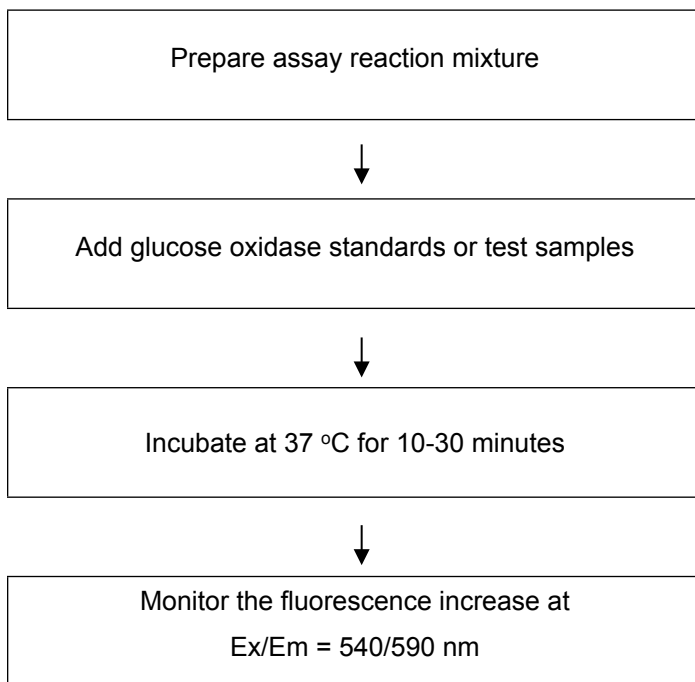 Prepare assay reaction mixture
Add glucose oxidase standards or test samples
Incubate at 37 ºC for 10-30 minutes
Monitor the fluorescence increase at
Ex/Em = 540/590 nm